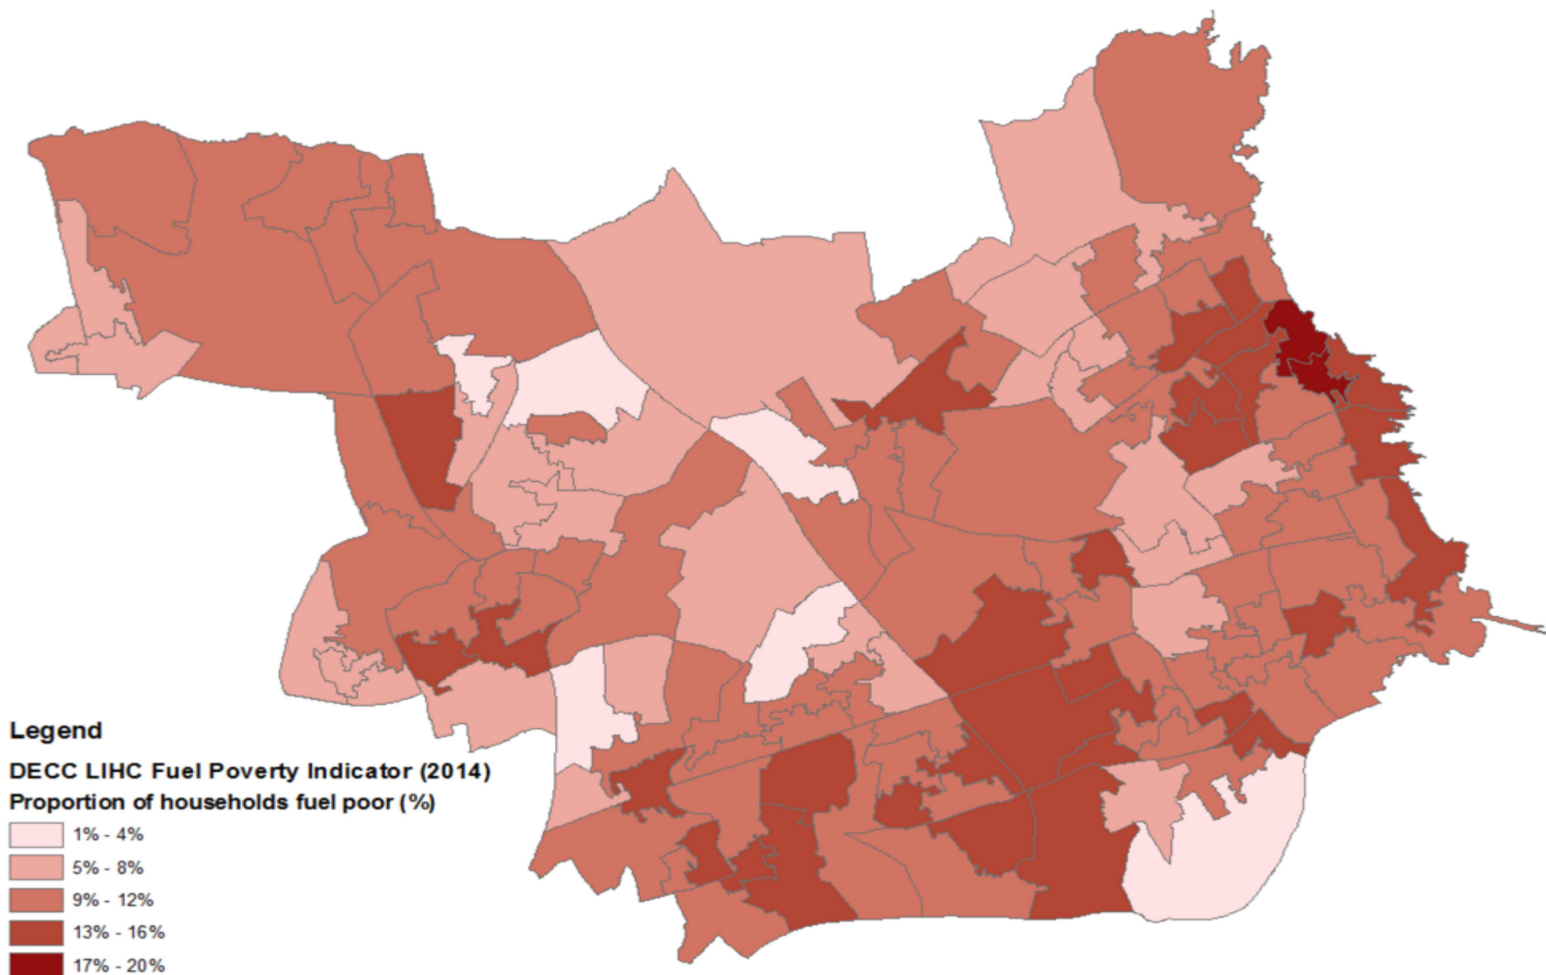 Legend
DECC LIHC Fuel Poverty Indicator (2014)
Proportion of households fuel poor (%)
1% - 4%
5% - 8%
9% - 12%
13% - 16%
17% - 20%